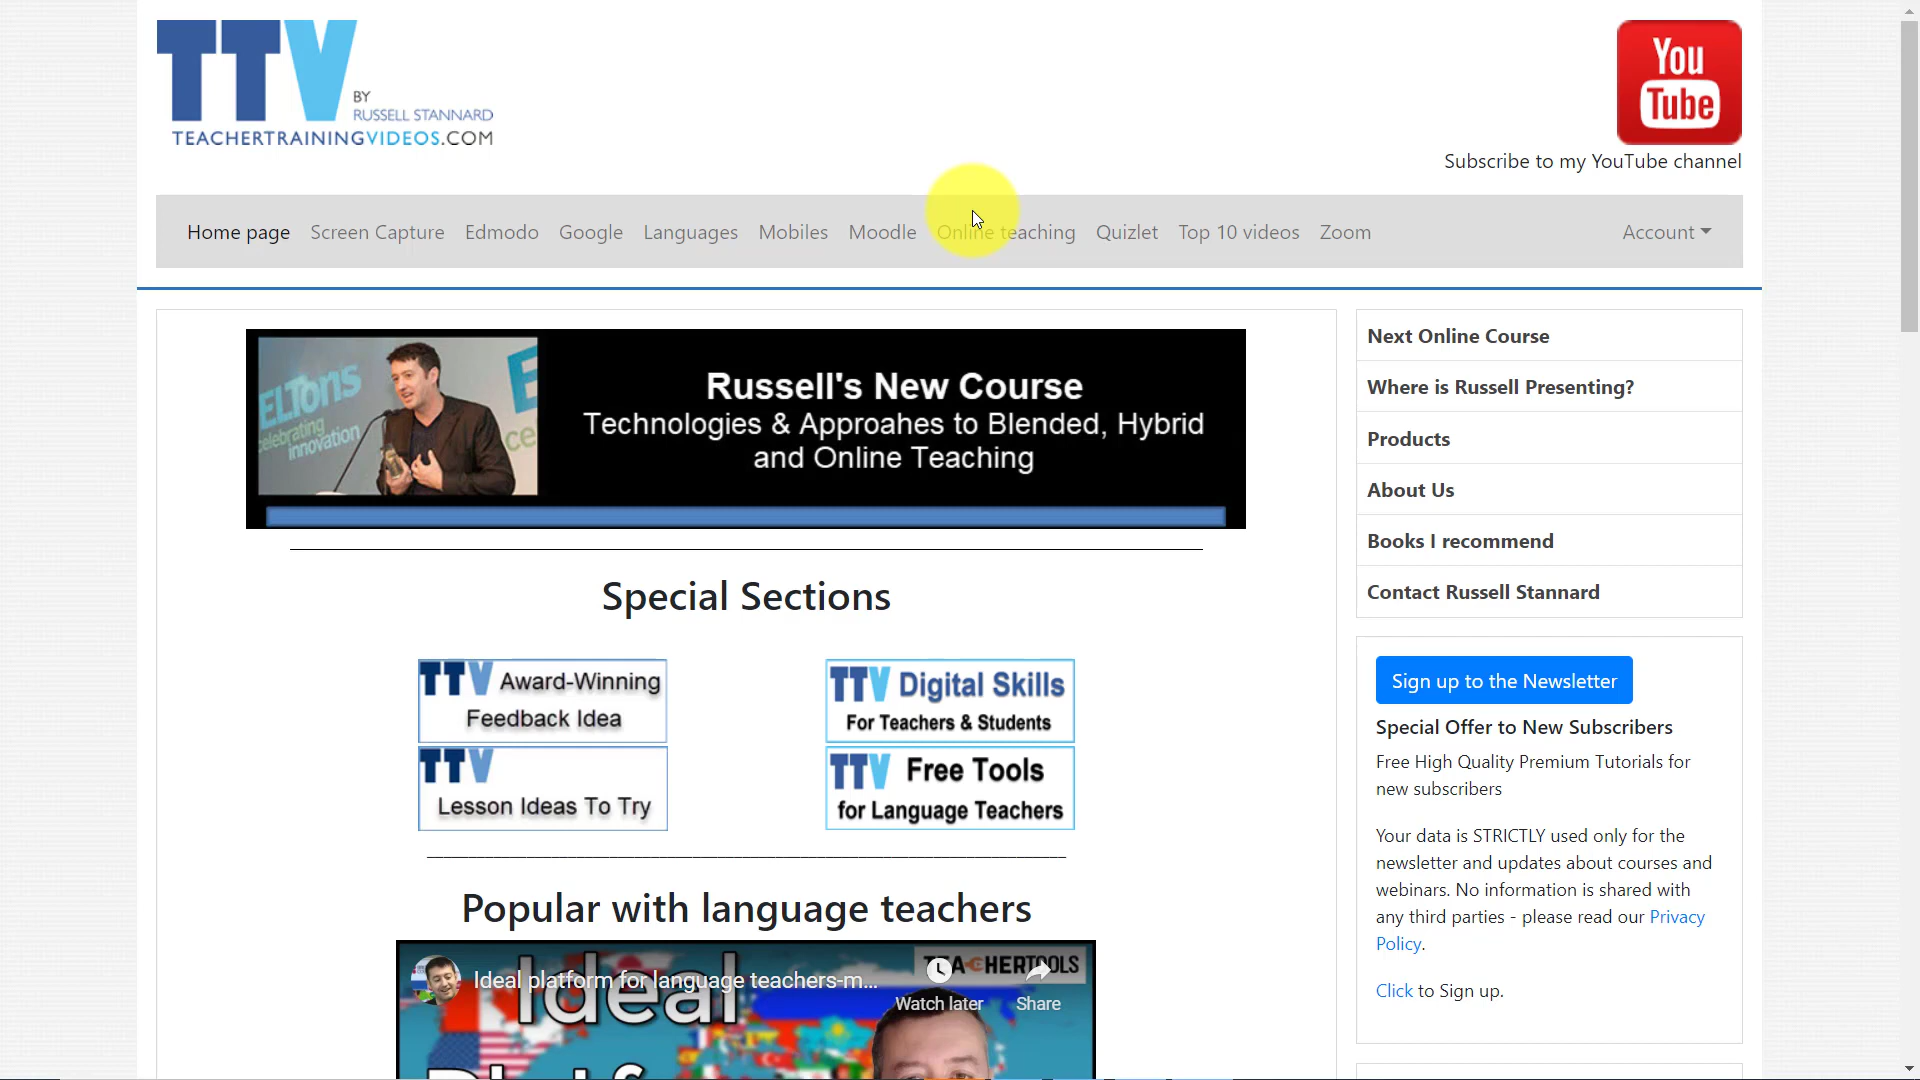 TTV
BY
RUSSELL STANNARD
TEACHERTRAININGVIDEOS.COM
You
Tube
Subscribe to my YouTube channel
Home page Screen Capture Edmodo Google Languages Mobiles Moodle Online teaching Quizlet Top 10 videos Zoom Account
ELTons
celebrating
innovation
Russell's New Course
Technologies & Approahes to Blended, Hybrid
and Online Teaching
Next Online Course
Where is Russell Presenting?
Products
About Us
Books I recommend
Contact Russell Stannard
Special Sections
TTV Award-Winning
Feedback Idea
TTV Digital Skills
For Teachers & Students
TTV
Lesson Ideas To Try
TTV Free Tools
for Language Teachers
Popular with language teachers
Ideal platform for language teachers-m...
TEACHERTOOLS
Watch later Share
Ideal
Sign up to the Newsletter
Special Offer to New Subscribers
Free High Quality Premium Tutorials for
new subscribers
Your data is STRICTLY used only for the
newsletter and updates about courses and
webinars. No information is shared with
any third parties - please read our Privacy
Policy.
Click to Sign up.